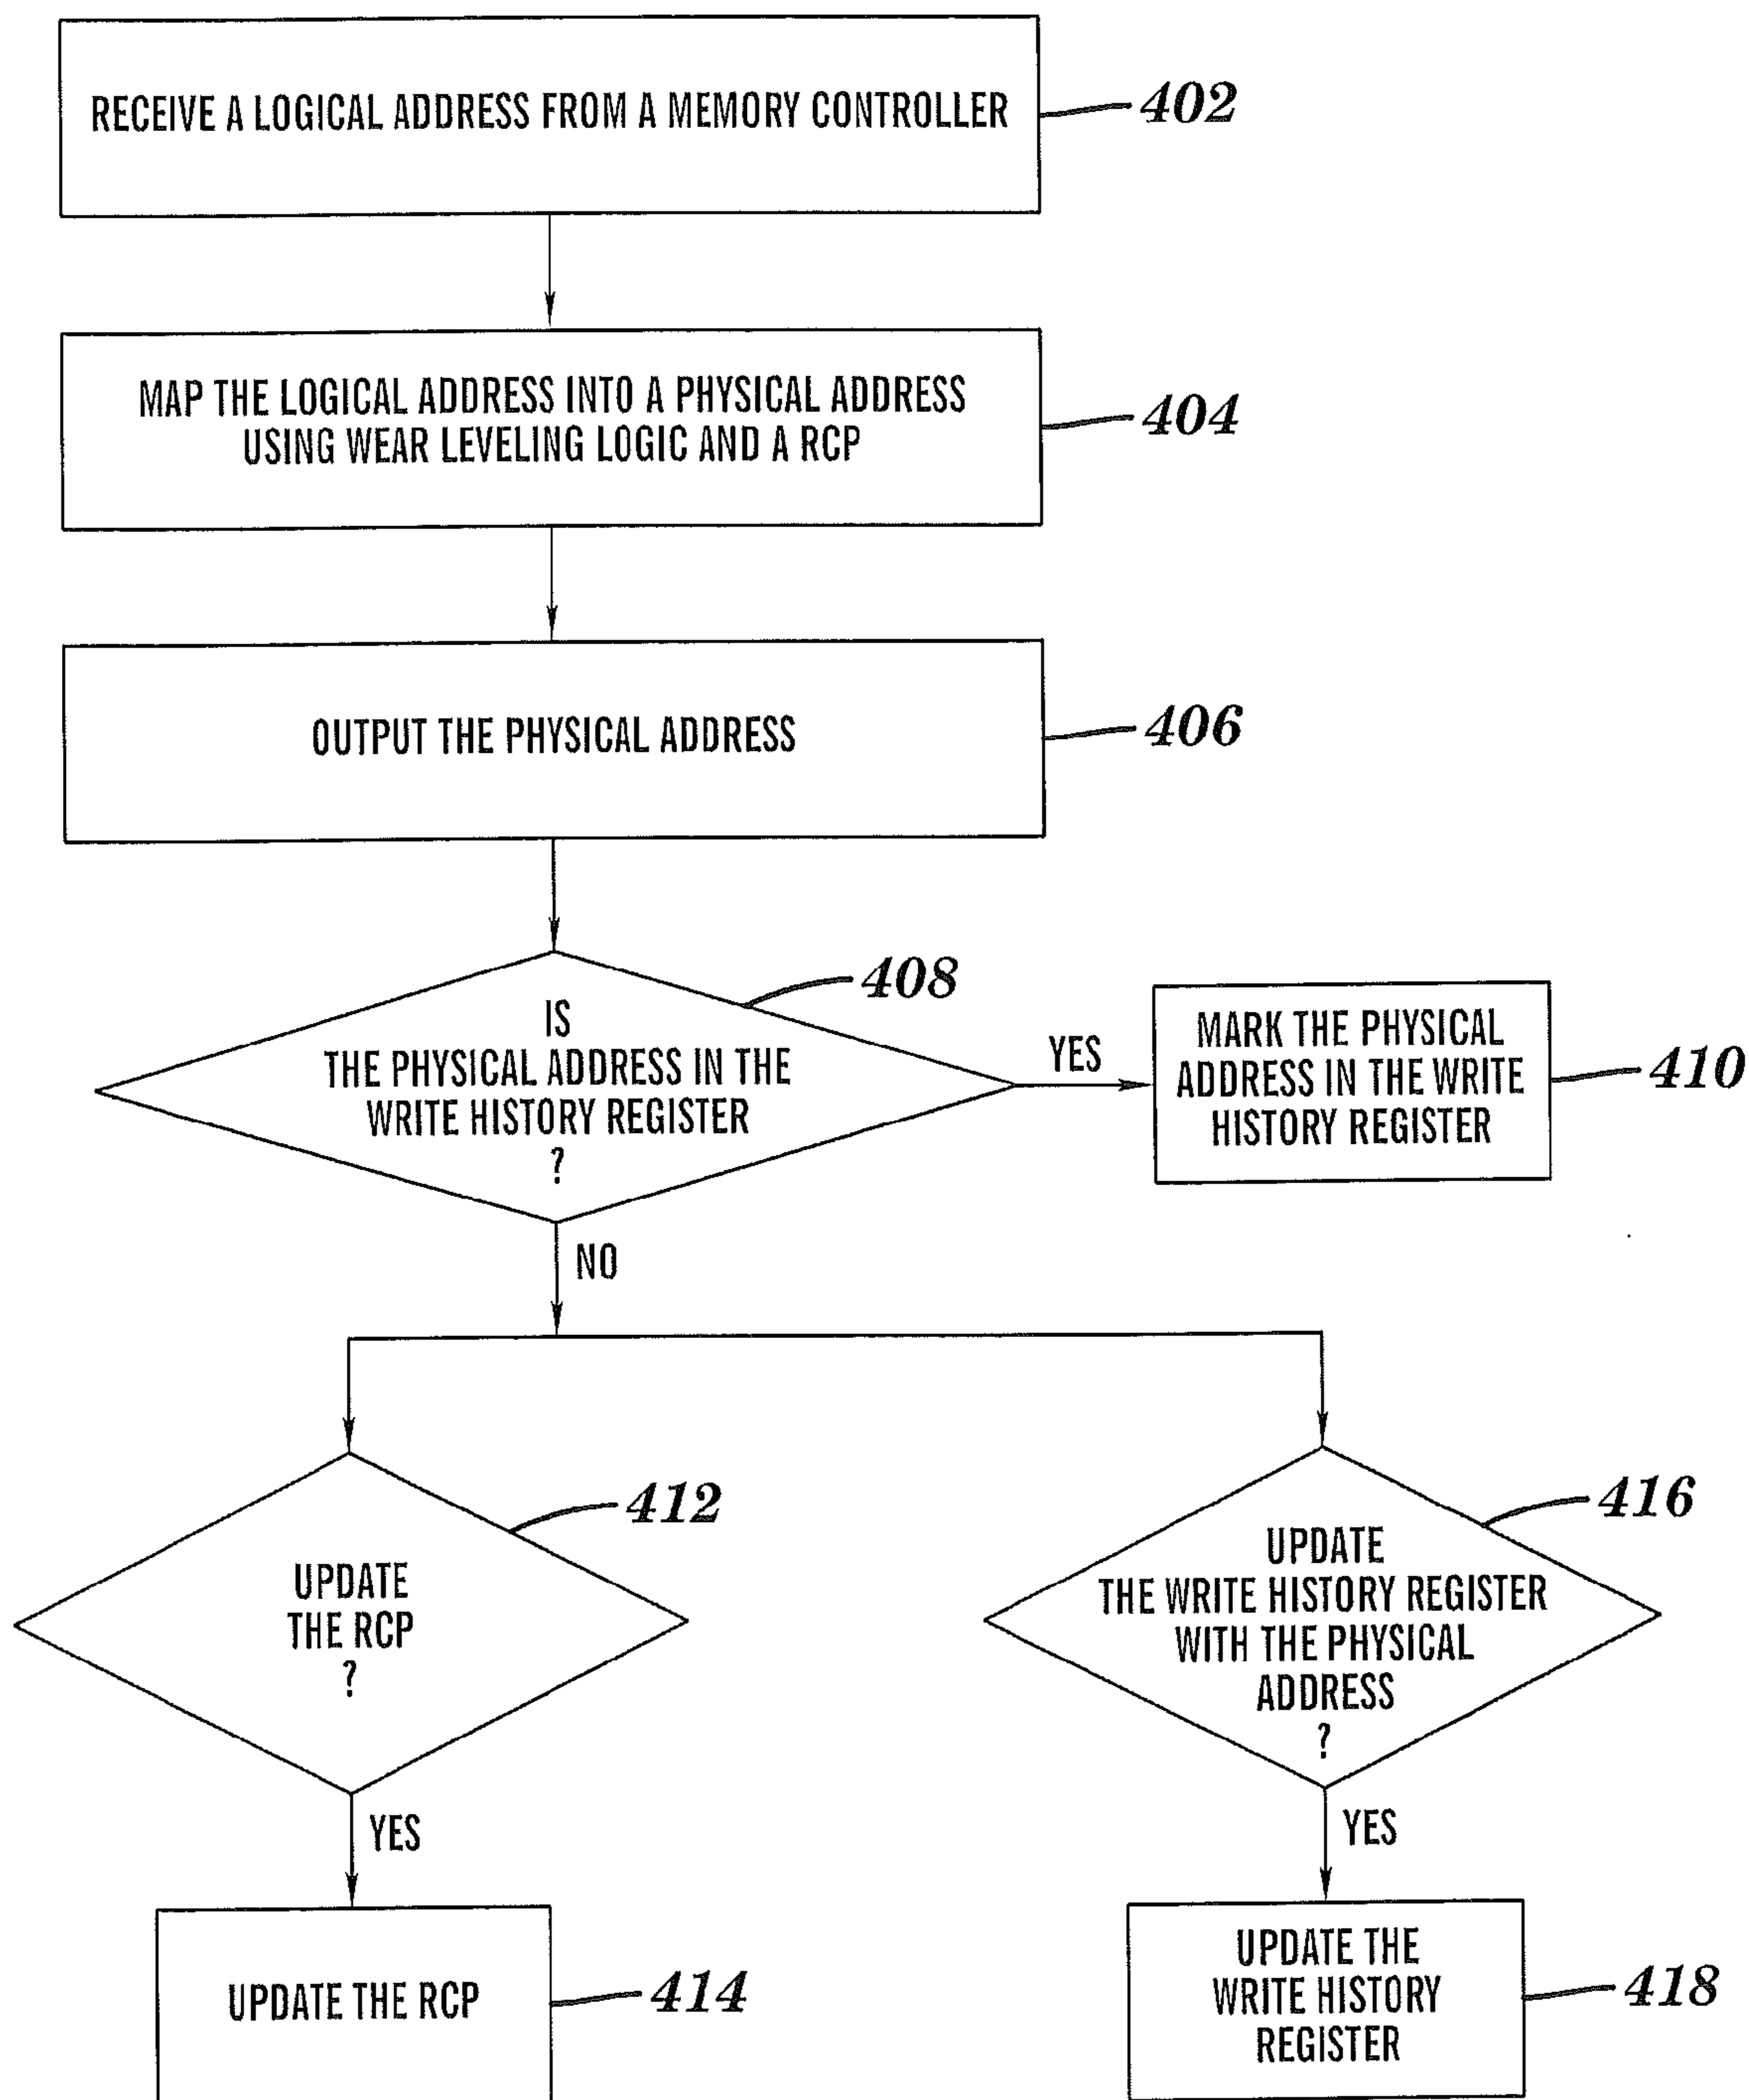 RECEIVE A LOGICAL ADDRESS FROM A MEMORY CONTROLLER
402
MAP THE LOGICAL ADDRESS INTO A PHYSICAL ADDRESS
USING WEAR LEVELING LOGIC AND A RCP
404
OUTPUT THE PHYSICAL ADDRESS
406
408
IS
THE PHYSICAL ADDRESS IN THE
WRITE HISTORY REGISTER
?
YES
MARK THE PHYSICAL
ADDRESS IN THE WRITE
HISTORY REGISTER
410
NO
412
UPDATE
THE RCP
?
416
UPDATE
THE WRITE HISTORY REGISTER
WITH THE PHYSICAL
ADDRESS
?
YES
YES
UPDATE THE RCP
414
UPDATE THE
WRITE HISTORY
REGISTER
418